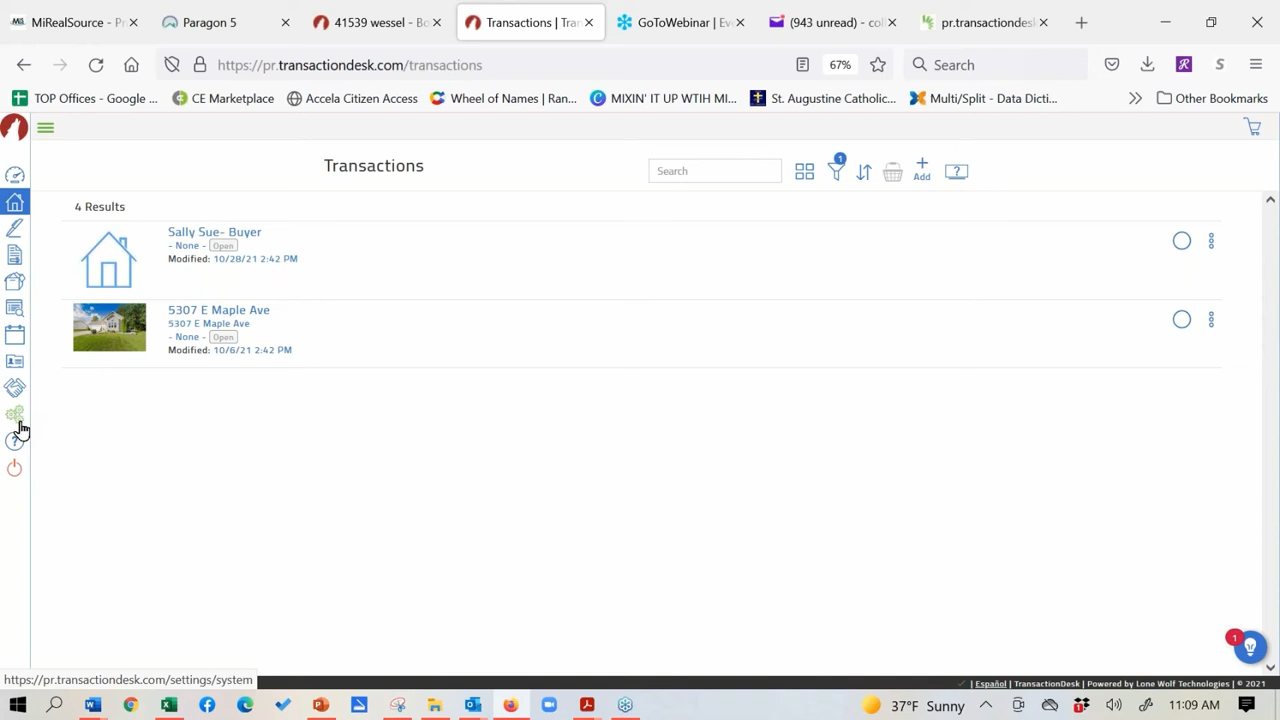 MiRealSource - Pr
Paragon 5
41539 wessel - Bo
Transactions | Tran
GoToWebinar | Eve
(943 unread) - coll
pr.transactiondesk
https://pr.transactiondesk.com/transactions
67%
Search
TOP Offices - Google ...
CE Marketplace
Accela Citizen Access
Wheel of Names | Ran...
MIXIN' IT UP WTIH MI...
St. Augustine Catholic...
Multi/Split - Data Dicti...
Other Bookmarks
Transactions
Search
1
Add
?
4 Results
Sally Sue- Buyer
- None - Open
Modified: 10/28/21 2:42 PM
5307 E Maple Ave
5307 E Maple Ave
- None - Open
Modified: 10/6/21 2:42 PM
?
1
https://pr.transactiondesk.com/settings/system
Español | TransactionDesk | Powered by Lone Wolf Technologies | © 2021
37°F Sunny
11:09 AM